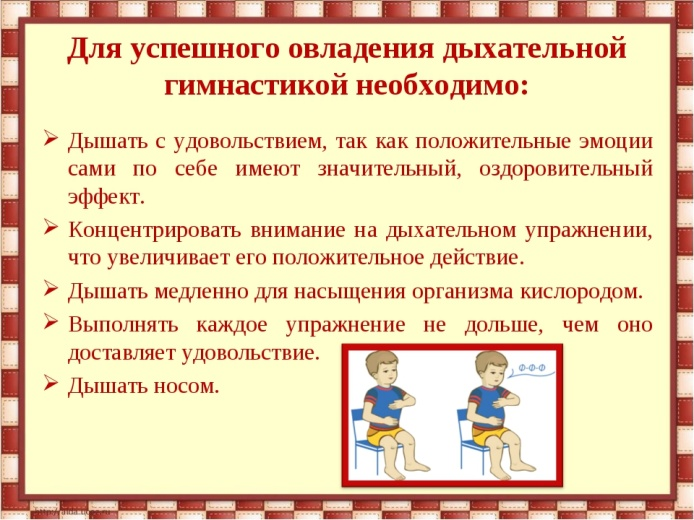 Для успешного овладения дыхательной
гимнастикой необходимо:
Дышать с удовольствием, так как положительные эмоции
сами по себе имеют значительный, оздоровительный
эффект.
Концентрировать внимание на дыхательном упражнении,
что увеличивает его положительное действие.
Дышать медленно для насыщения организма кислородом.
Выполнять каждое упражнение не дольше, чем оно
доставляет удовольствие.
Дышать носом.
Ф-Ф-Ф